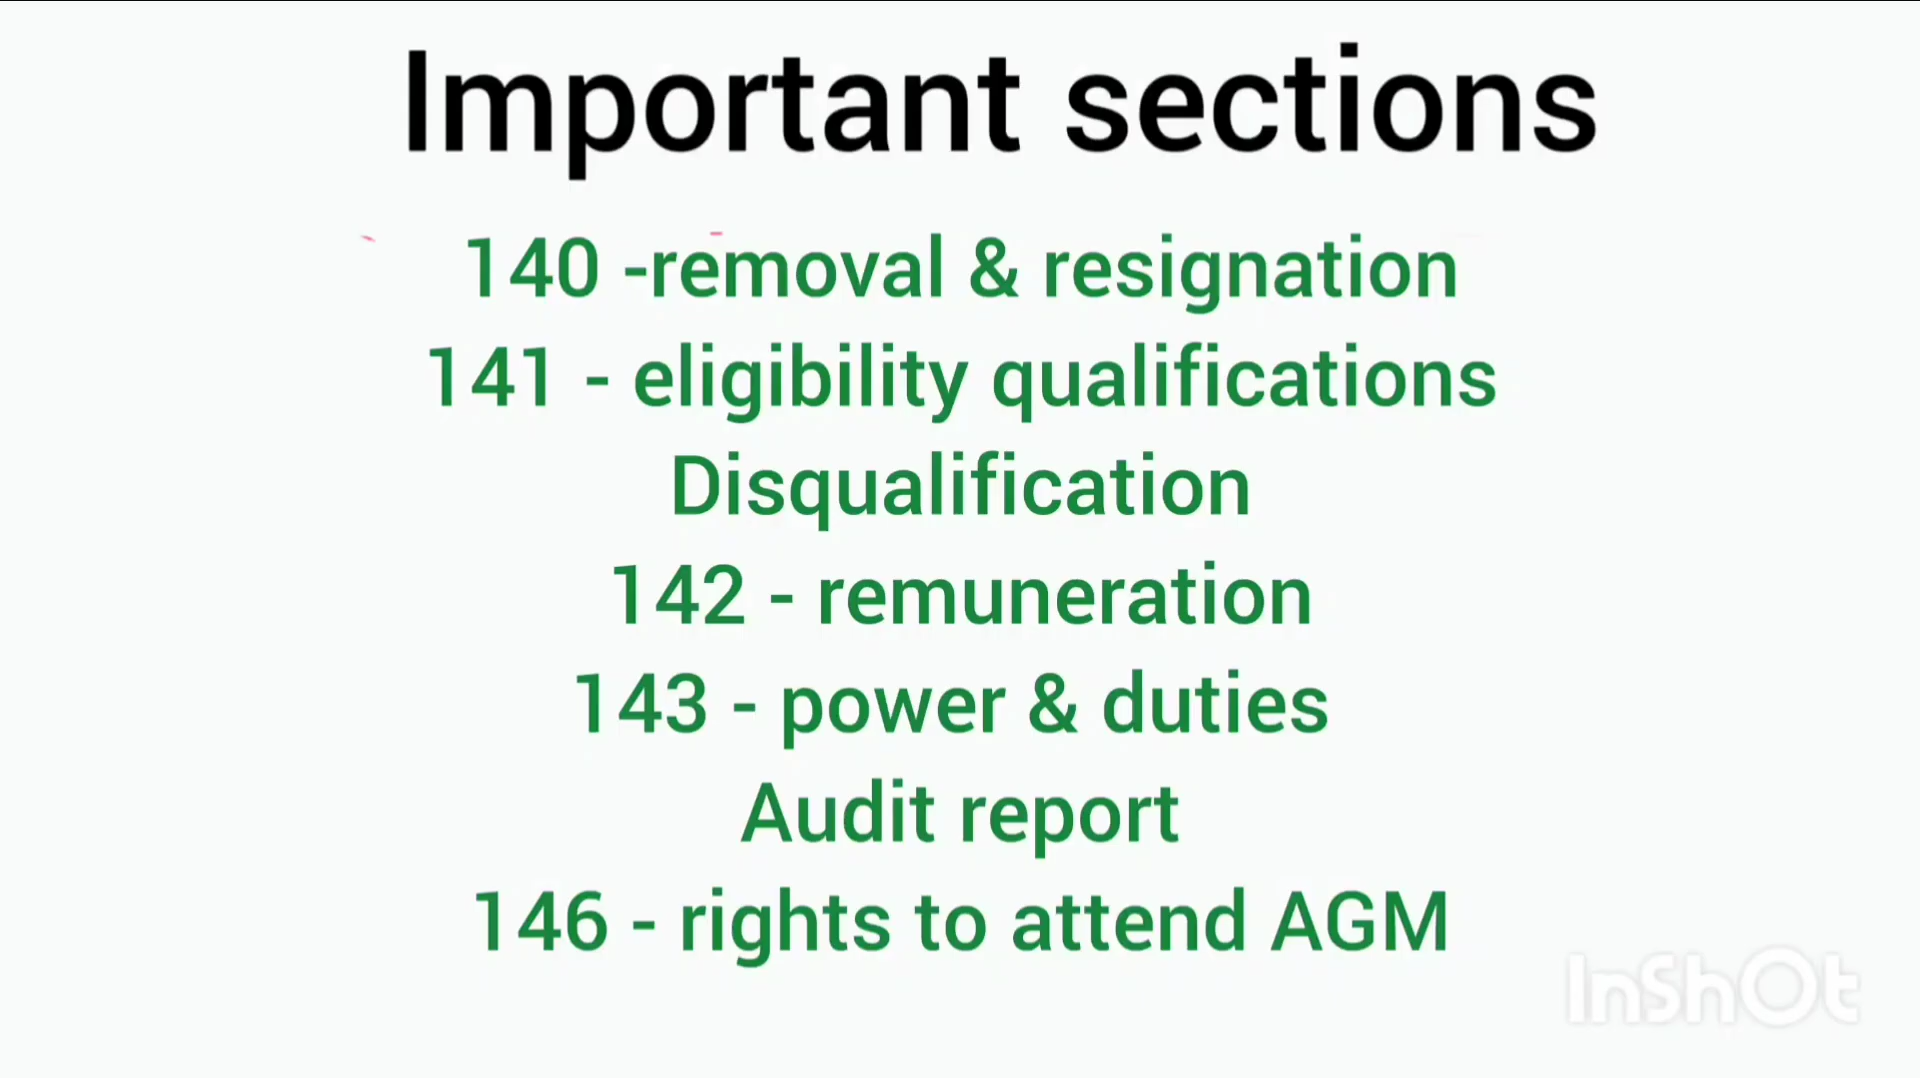 Important sections
140 -removal & resignation
141 - eligibility qualifications
Disqualification
142 - remuneration
143 - power & duties
Audit report
146 - rights to attend AGM
InShOt